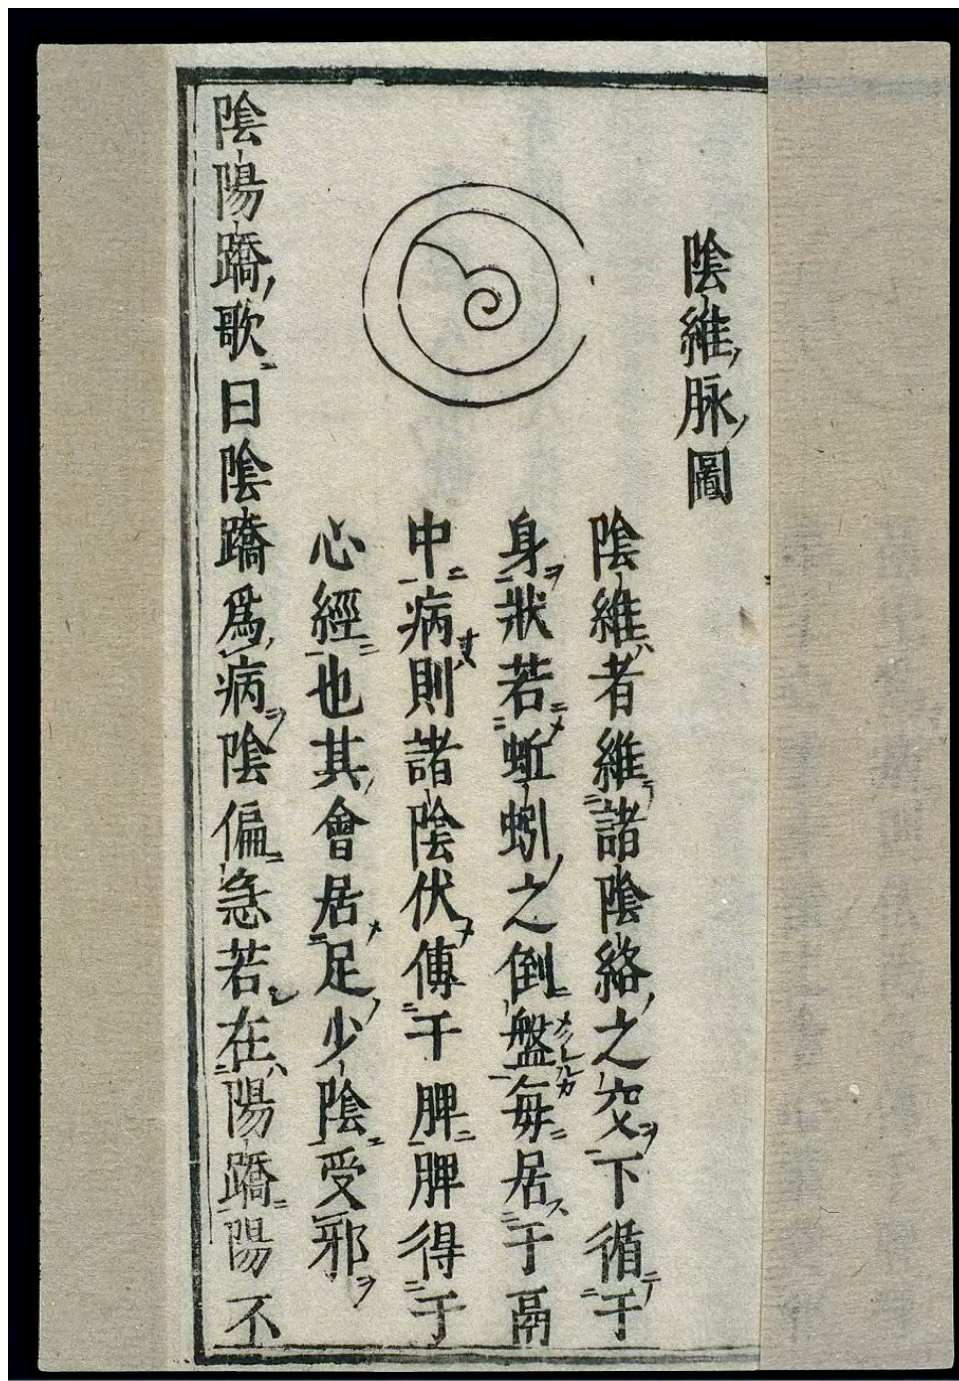 陰維脉圖
陰維者維諸陰絡之交下循于
身狀若蚯蚓之倒盤每居于鬲
中病則諸陰伏傳于脾脾得于
心經也其會居足少陰受邪
陰陽蹻歌曰陰蹻爲病陰偏急若在陽蹻陽不